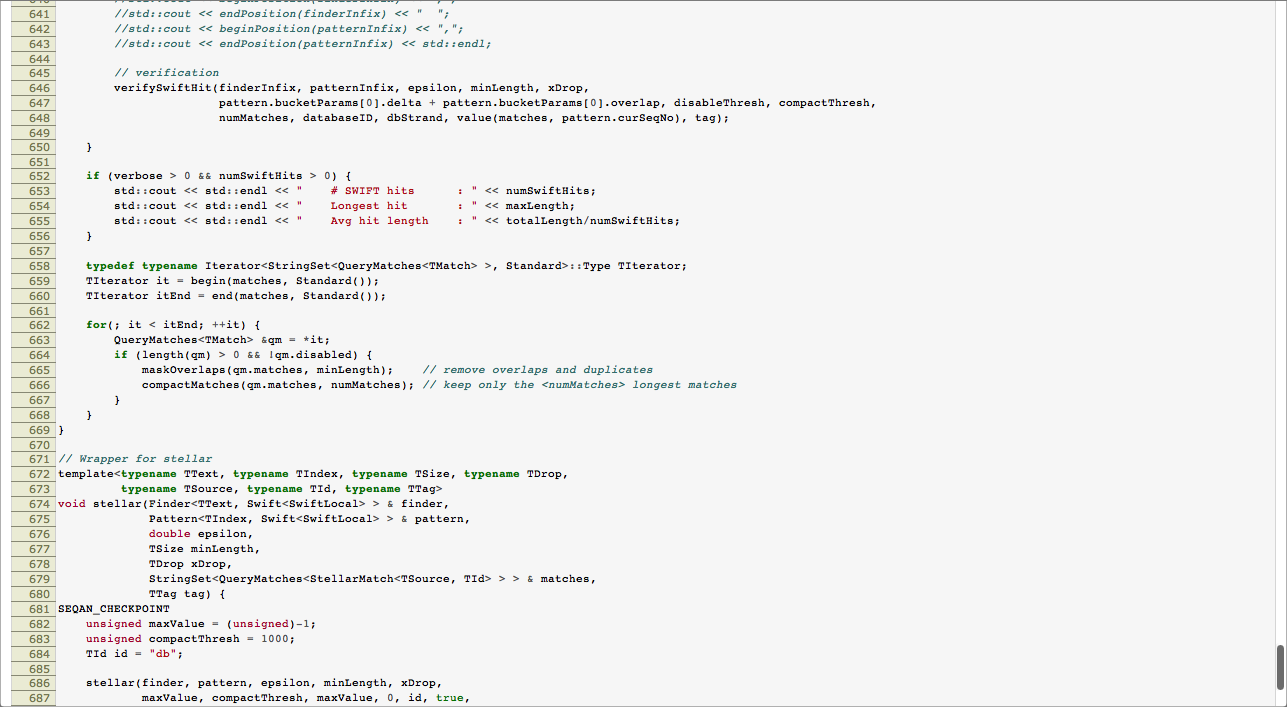 641 //std::cout << endPosition(finderInfix) << "  ";
642 //std::cout << beginPosition(patternInfix) << ",";
643 //std::cout << endPosition(patternInfix) << std::endl;
644
645 // verification
646 verifySwiftHit(finderInfix, patternInfix, epsilon, minLength, xDrop,
647 pattern.bucketParams[0].delta + pattern.bucketParams[0].overlap, disableThresh, compactThresh,
648 numMatches, databaseID, dbStrand, value(matches, pattern.curSeqNo), tag);
649
650 }
651
652 if (verbose > 0 && numSwiftHits > 0) {
653 std::cout << std::endl << "    # SWIFT hits      : " << numSwiftHits;
654 std::cout << std::endl << "    Longest hit       : " << maxLength;
655 std::cout << std::endl << "    Avg hit length    : " << totalLength/numSwiftHits;
656 }
657
658 typedef typename Iterator<StringSet<QueryMatches<TMatch> >, Standard>::Type TIterator;
659 TIterator it = begin(matches, Standard());
660 TIterator itEnd = end(matches, Standard());
661
662 for(; it < itEnd; ++it) {
663 QueryMatches<TMatch> &qm = *it;
664 if (length(qm) > 0 && !qm.disabled) {
665 maskOverlaps(qm.matches, minLength);    // remove overlaps and duplicates
666 compactMatches(qm.matches, numMatches); // keep only the <numMatches> longest matches
667 }
668 }
669 }
670
671 // Wrapper for stellar
672 template<typename TText, typename TIndex, typename TSize, typename TDrop,
673 typename TSource, typename TId, typename TTag>
674 void stellar(Finder<TText, Swift<SwiftLocal> > & finder,
675 Pattern<TIndex, Swift<SwiftLocal> > & pattern,
676 double epsilon,
677 TSize minLength,
678 TDrop xDrop,
679 StringSet<QueryMatches<StellarMatch<TSource, TId> > > & matches,
680 TTag tag) {
681 SEQAN_CHECKPOINT
682 unsigned maxValue = (unsigned)-1;
683 unsigned compactThresh = 1000;
684 TId id = "db";
685
686 stellar(finder, pattern, epsilon, minLength, xDrop,
687 maxValue, compactThresh, maxValue, 0, id, true,